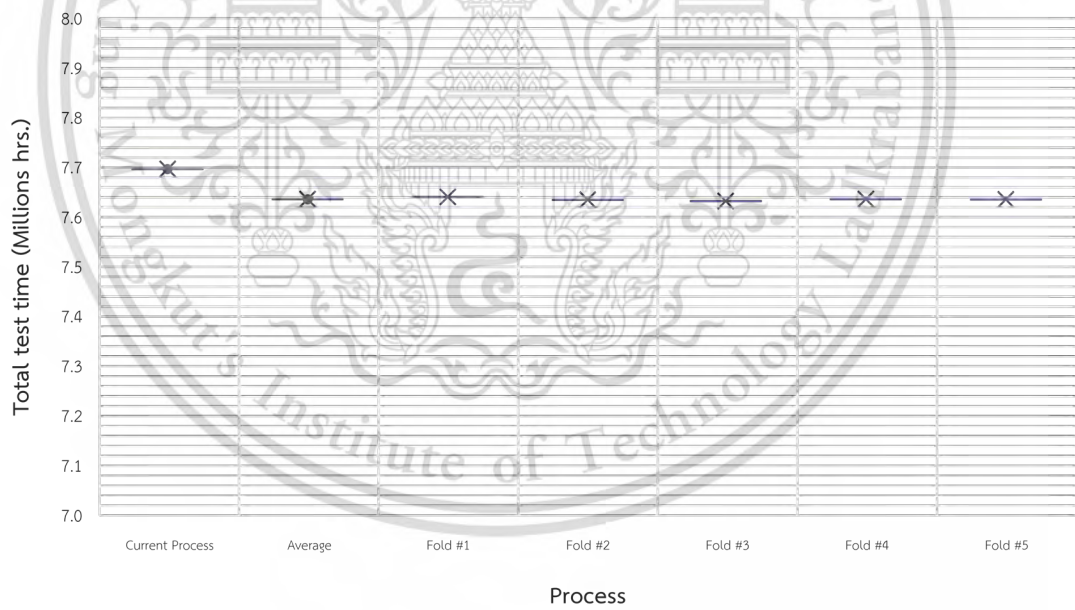 Total test time (Millions hrs.)
8.0
7.9
7.8
7.7
7.6
7.5
7.4
7.3
7.2
7.1
7.0
Current Process
Average
Fold #1
Fold #2
Fold #3
Fold #4
Fold #5
Process
Mongkut's Institute of Technology Ladkrabang